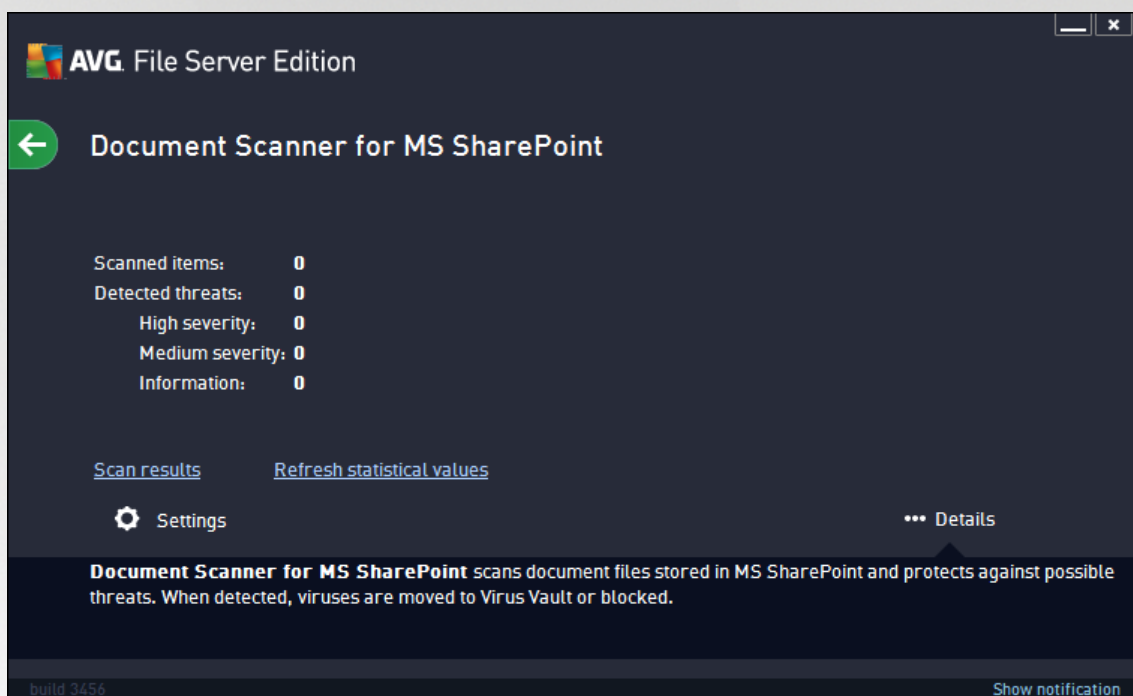 AVG. File Server Edition
Document Scanner for MS SharePoint
Scanned items: 0
Detected threats: 0
High severity: 0
Medium severity: 0
Information: 0
Scan results Refresh statistical values
Settings ••• Details
Document Scanner for MS SharePoint scans document files stored in MS SharePoint and protects against possible
threats. When detected, viruses are moved to Virus Vault or blocked.
build 3456 Show notification